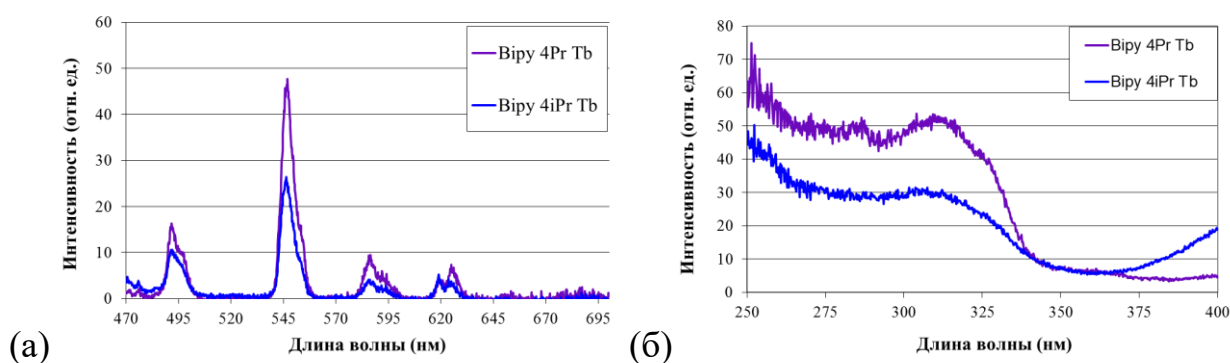 60
50
40
30
20
10
0
Интенсивность (отн. ед.)
Bipy 4Pr Tb
Bipy 4iPr Tb
470 495 520 545 570 595 620 645 670 695
Длина волны (нм)
(а)
80
70
60
50
40
30
20
10
0
Интенсивность (отн. ед.)
Bipy 4Pr Tb
Bipy 4iPr Tb
250 275 300 325 350 375 400
Длина волны (нм)
(б)